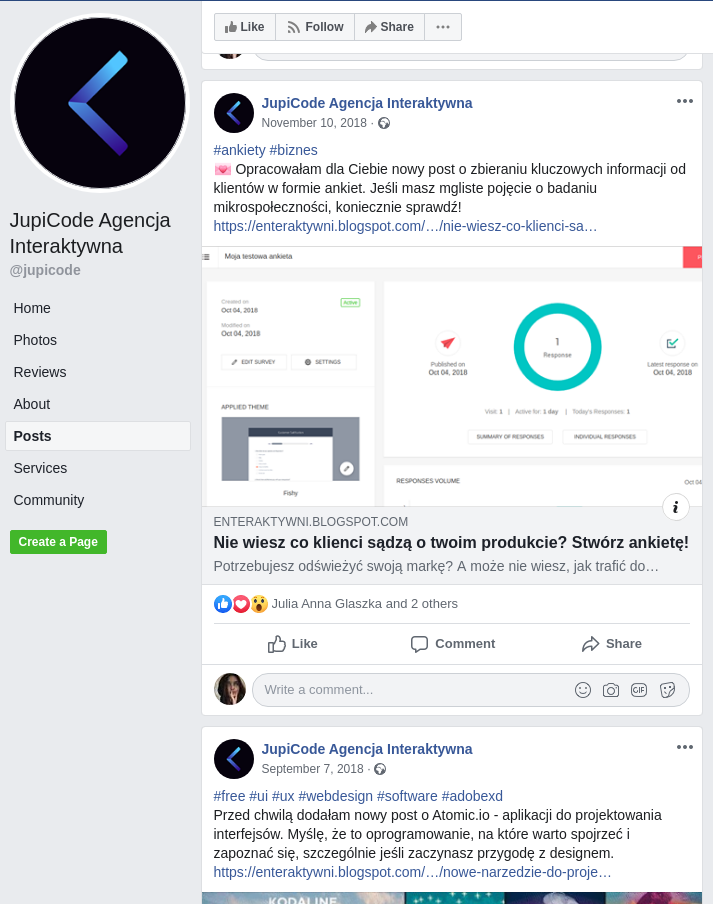 Like
Follow
Share
JupiCode Agencja
Interaktywna
@jupicode
Home
Photos
Reviews
About
Posts
Services
Community
Create a Page
JupiCode Agencja Interaktywna
November 10, 2018 ·
#ankiety #biznes
Opracowałam dla Ciebie nowy post o zbieraniu kluczowych informacji od
klientów w formie ankiet. Jeśli masz mgliste pojęcie o badaniu
mikrospołeczności, koniecznie sprawdź!
https://enteraktywni.blogspot.com/…/nie-wiesz-co-klienci-sa…
Moja testowa ankieta
Created on
Oct 04, 2018
Active
Modified on
Oct 04, 2018
EDIT SURVEY
SETTINGS
APPLIED THEME
Fishy
1
Response
Published on
Oct 04, 2018
Latest response on
Oct 04, 2018
Visit: 1 | Active for: 1 day | Today's Responses: 1
SUMMARY OF RESPONSES
INDIVIDUAL RESPONSES
RESPONSES VOLUME
Oct 04
ENTERAKTYWNI.BLOGSPOT.COM
Nie wiesz co klienci sądzą o twoim produkcie? Stwórz ankietę!
Potrzebujesz odświeżyć swoją markę? A może nie wiesz, jak trafić do…
Julia Anna Glaszka and 2 others
Like
Comment
Share
Write a comment...
GIF
JupiCode Agencja Interaktywna
September 7, 2018 ·
#free #ui #ux #webdesign #software #adobexd
Przed chwilą dodałam nowy post o Atomic.io - aplikacji do projektowania
interfejsów. Myślę, że to oprogramowanie, na które warto spojrzeć i
zapoznać się, szczególnie jeśli zaczynasz przygodę z designem.
https://enteraktywni.blogspot.com/…/nowe-narzedzie-do-proje…
KODALINE